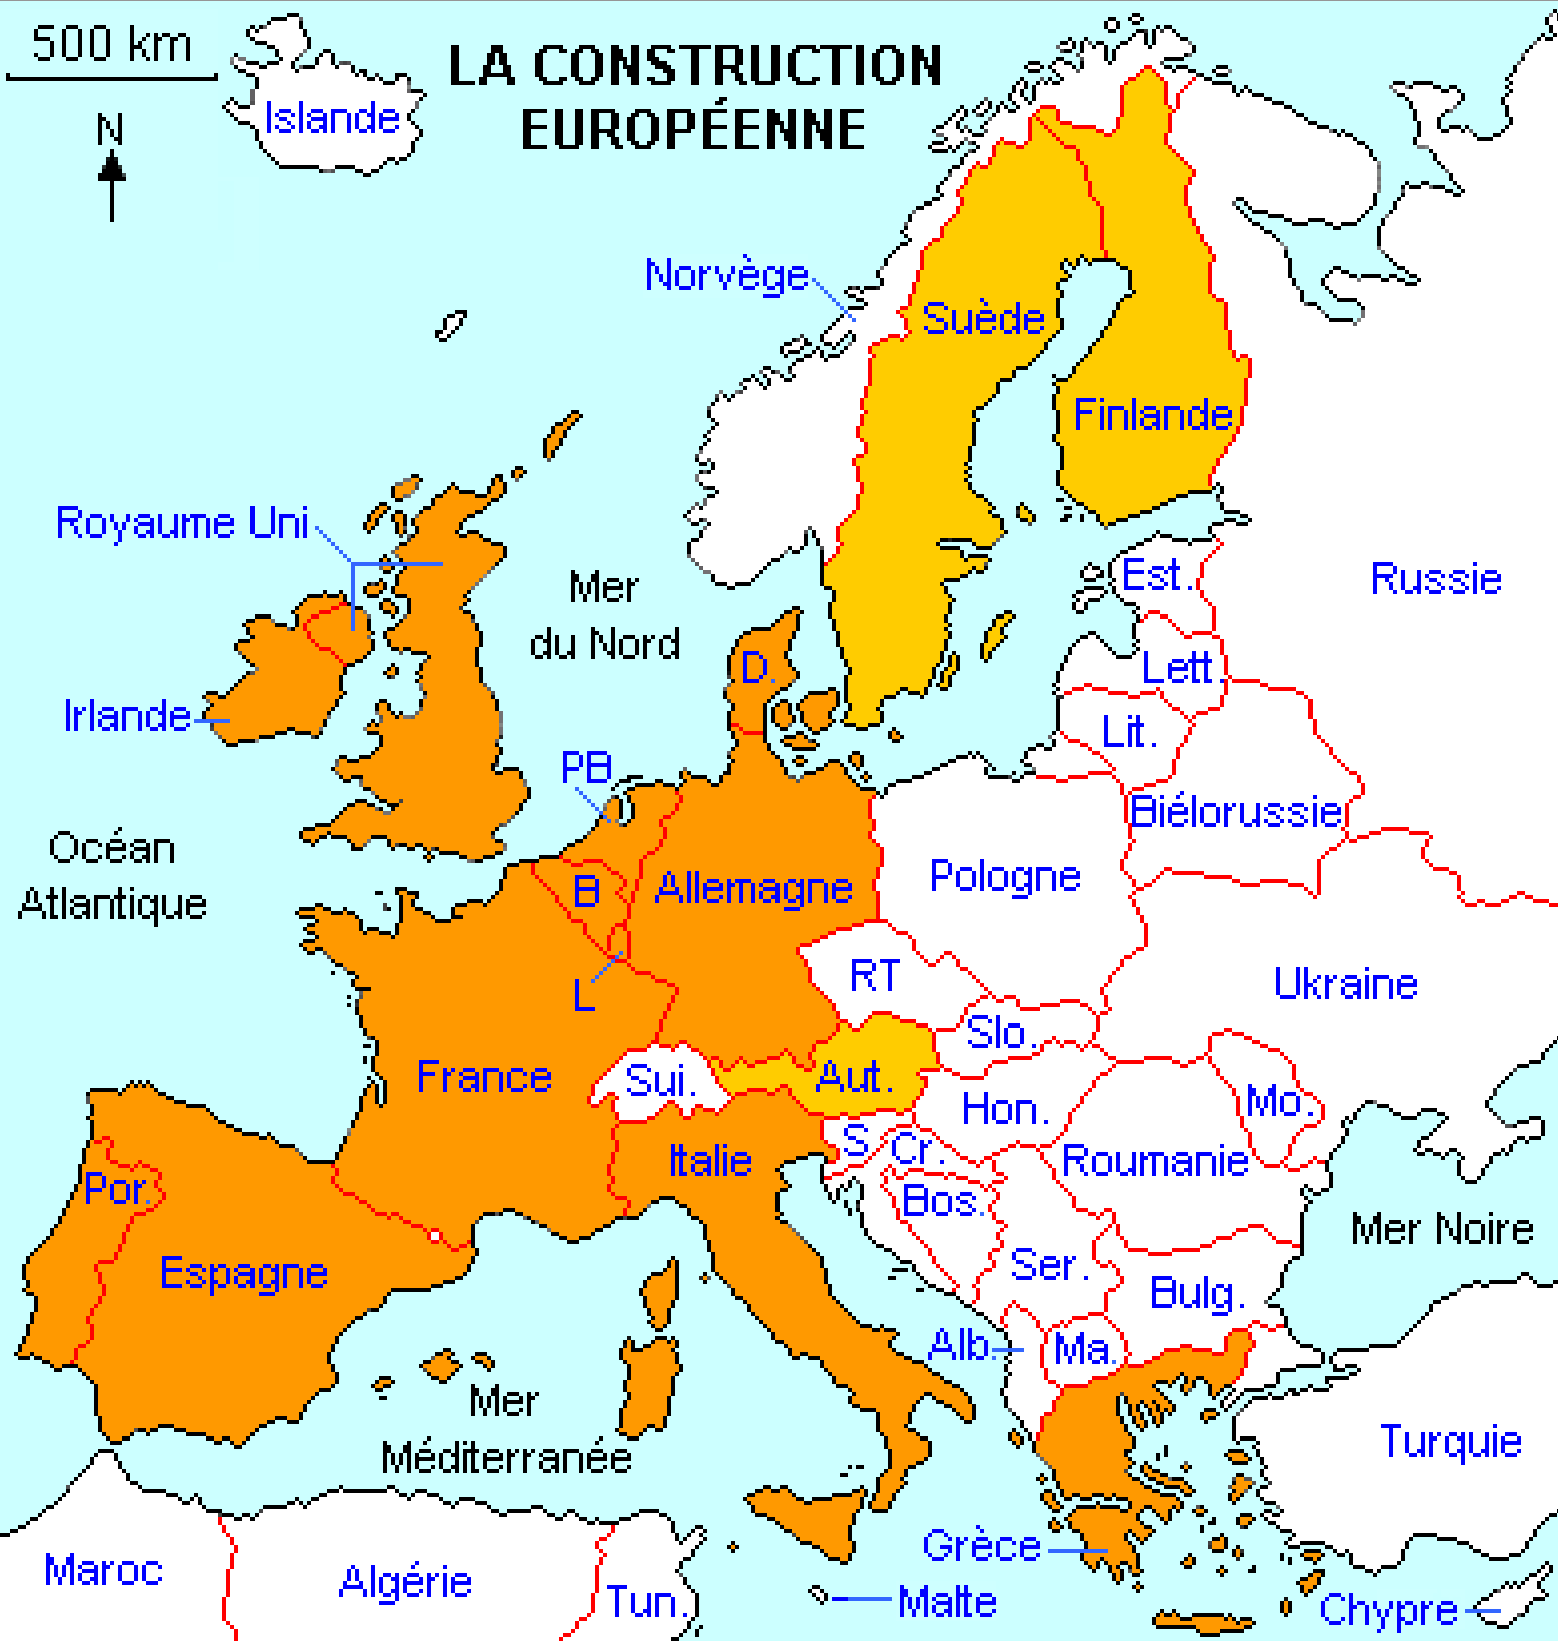 500 km
LA CONSTRUCTION
EUROPÉENNE
Islande
N
Norvège
Suède
Finlande
Royaume Uni
Mer
du Nord
Est.
Russie
D.
Lett.
Irlande
Lit.
PB
Biélorussie
Océan
Atlantique
B
Allemagne
Pologne
RT
Ukraine
L
Slo.
France
Sui.
Aut.
Hon.
Mo.
S
Cr.
Italie
Roumanie
Por.
Bos.
Mer Noire
Espagne
Ser.
Bulg.
Alb.
Ma.
Mer
Méditerranée
Turquie
Grèce
Maroc
Algérie
Tun.
Malte
Chypre